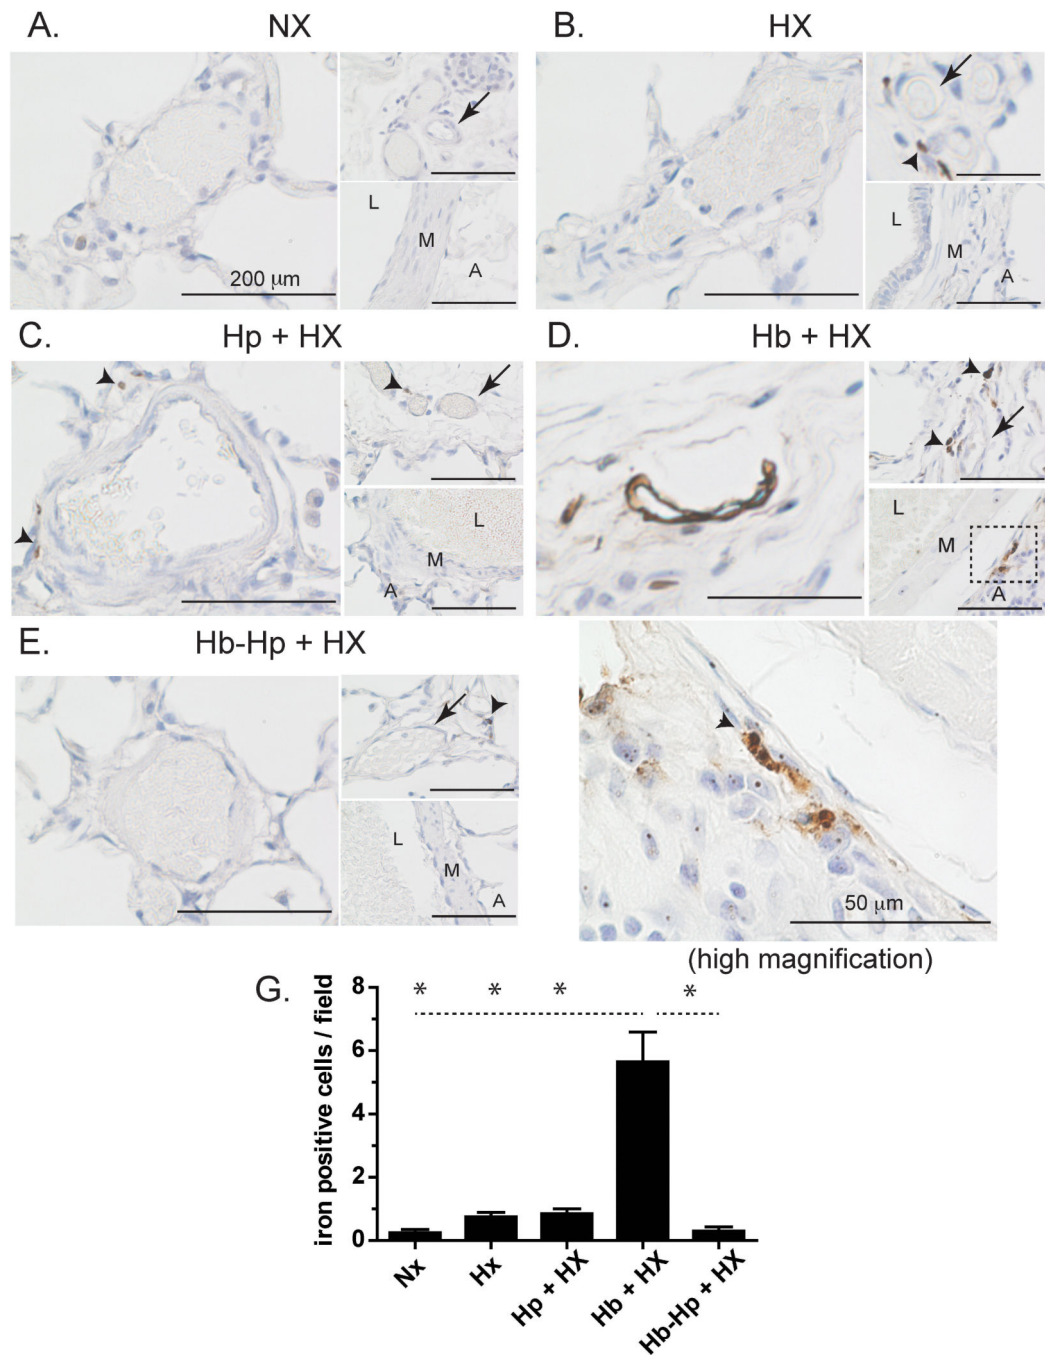 A. NX
B. HX
L
M
A
200 μm
L
M
A
C. Hp + HX
D. Hb + HX
L
M
A
L
M
A
E. Hb-Hp + HX
L
M
A
50 μm
(high magnification)
G.
iron positive cells / field
8
6
4
2
0
* * * *
Nx
Hx
Hp + HX
Hb + HX
Hb-Hp + HX